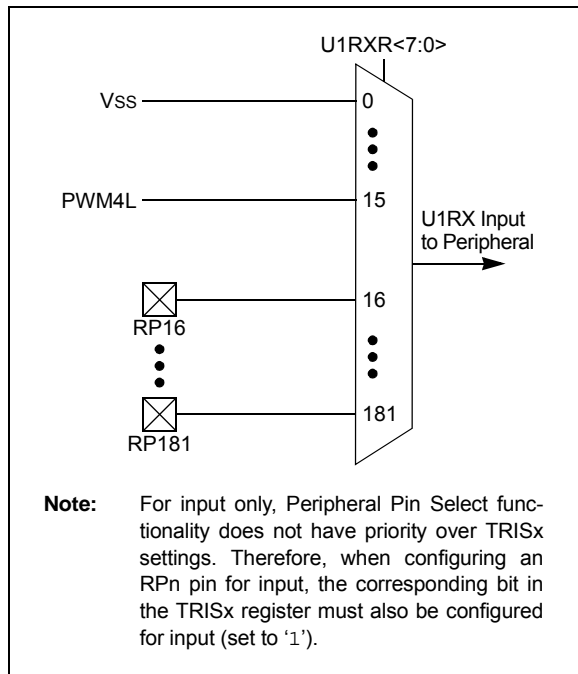 U1RXR<7:0>
VSS
0
PWM4L
15
U1RX Input
to Peripheral
16
RP16
181
RP181
Note: For input only, Peripheral Pin Select func-
tionality does not have priority over TRISx
settings. Therefore, when configuring an
RPn pin for input, the corresponding bit in
the TRISx register must also be configured
for input (set to ‘1’).